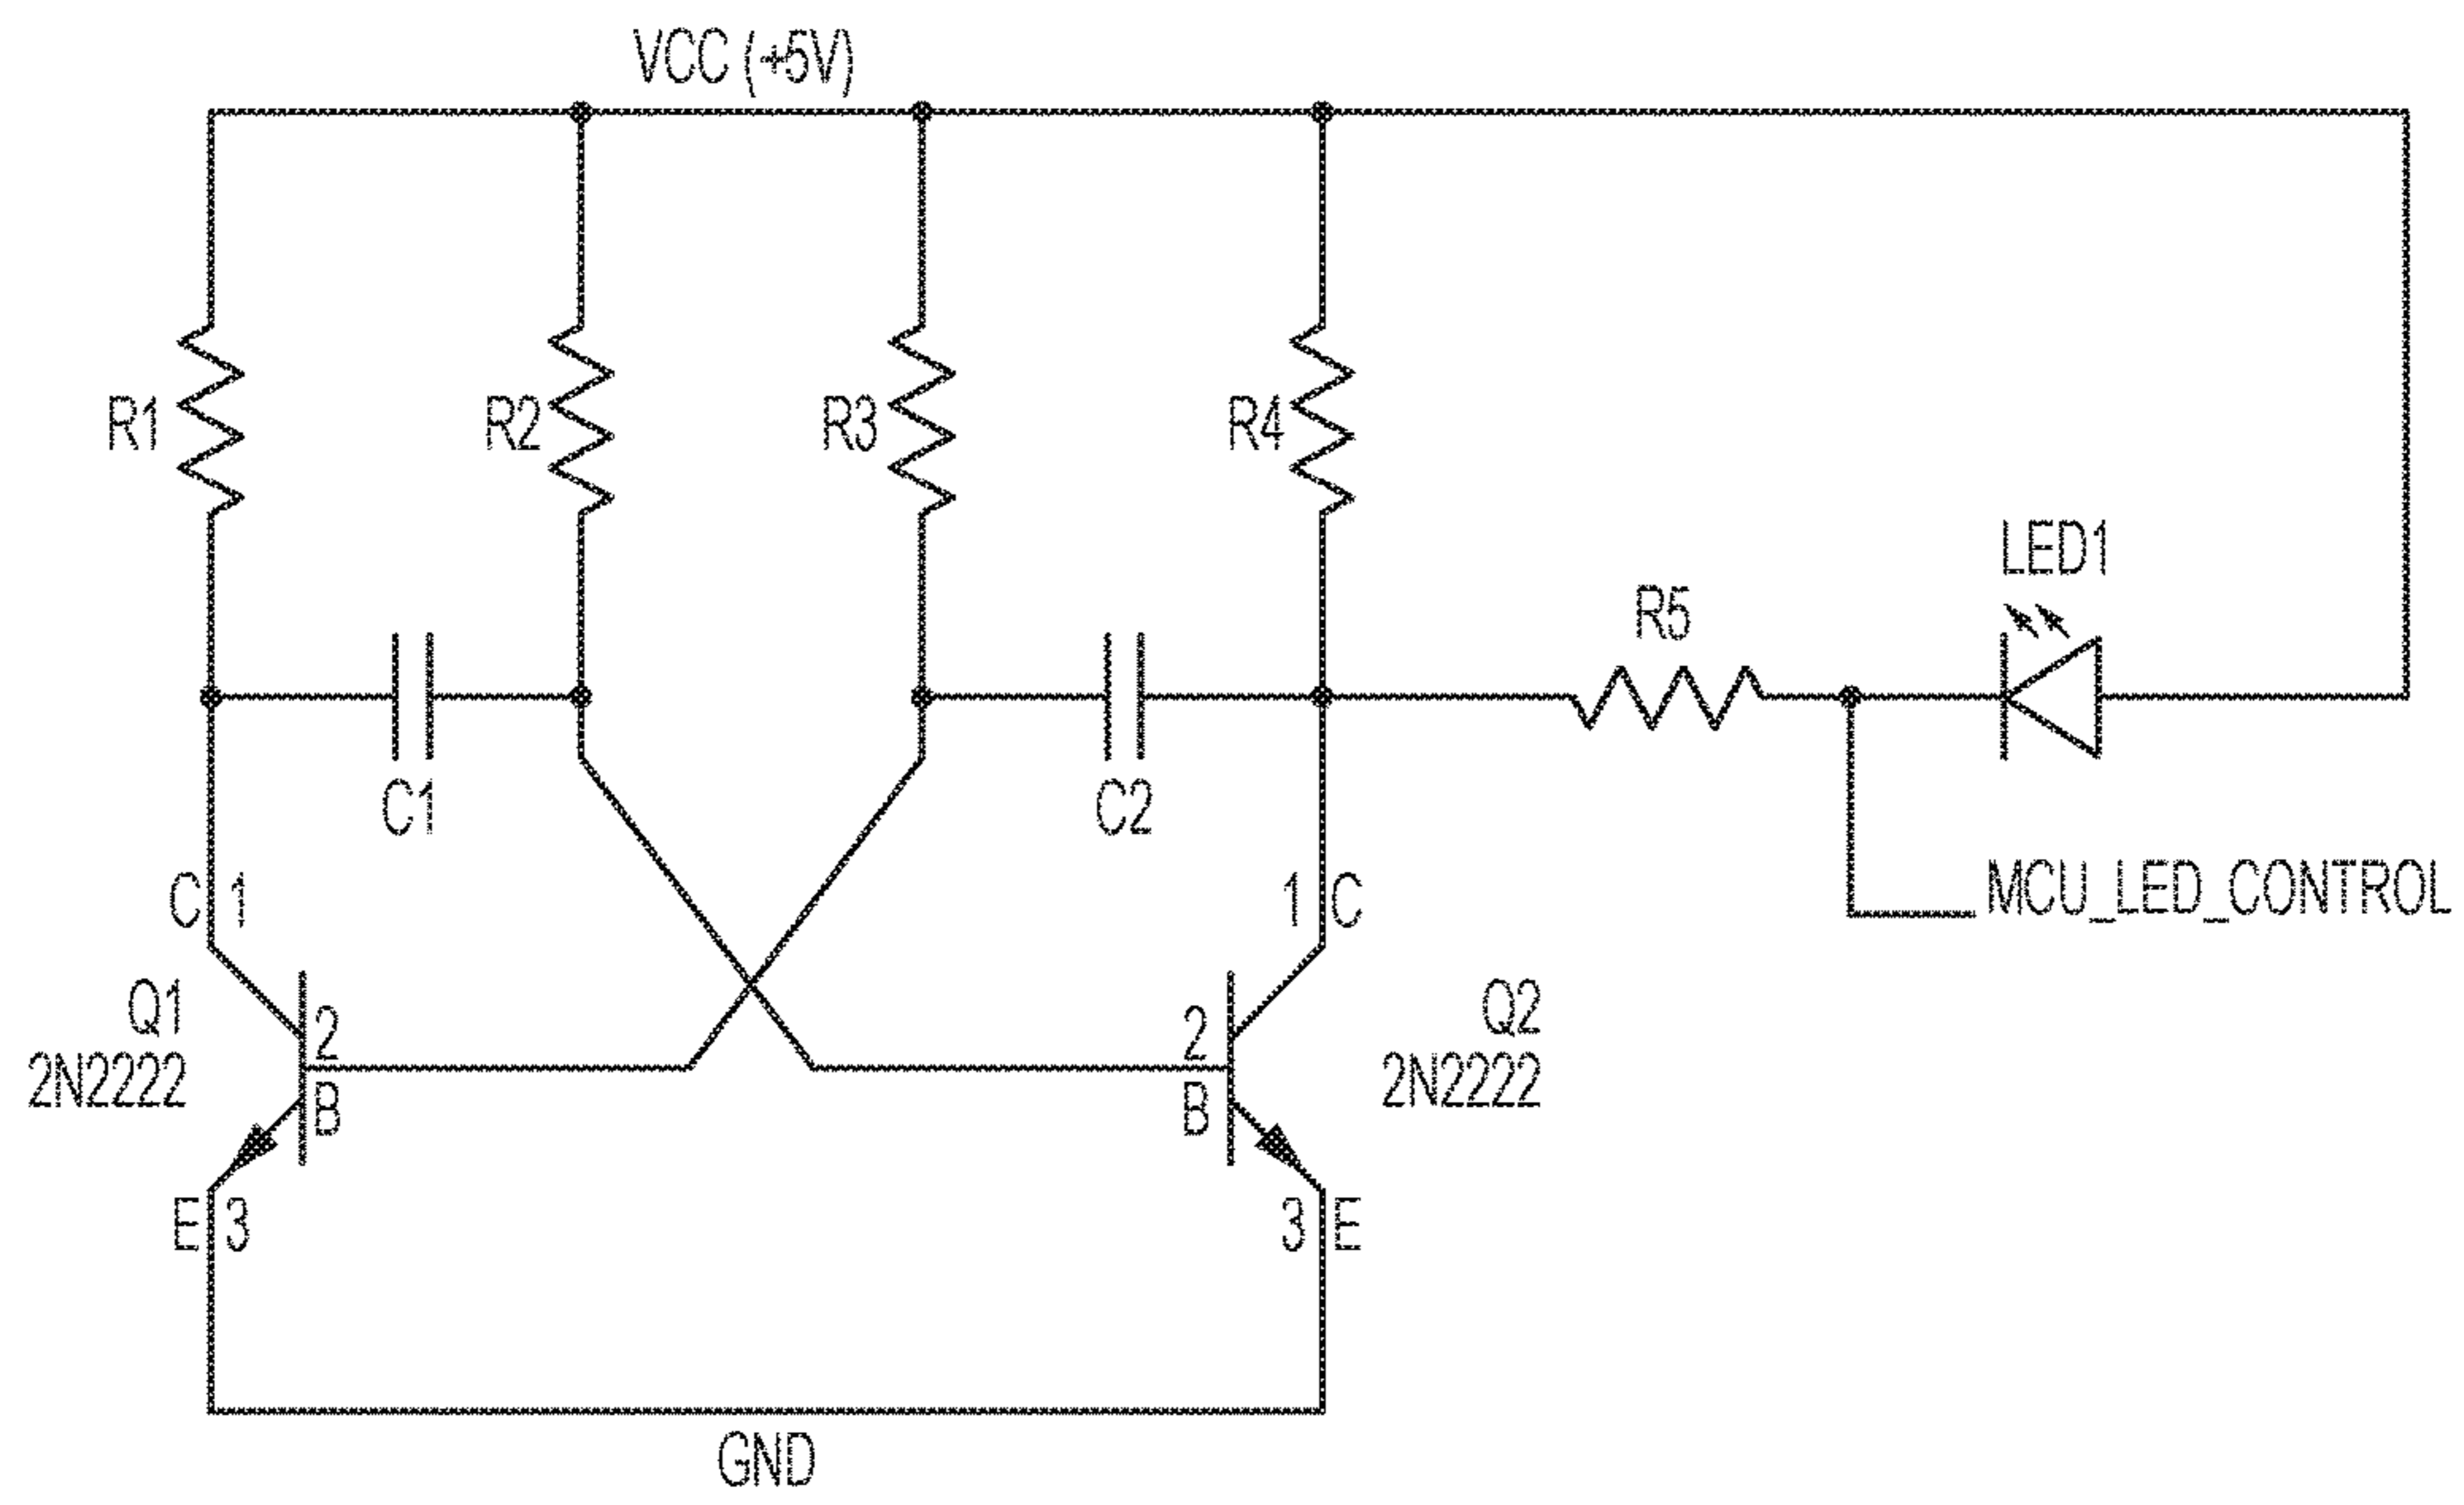 VCC (+5V)
R1
R2
R3
R4
LED1
R5
C1
C2
MCU_LED_CONTROL
C 1
1 C
Q1
2N2222
2
B
2
B
Q2
2N2222
E 3
3 E
GND